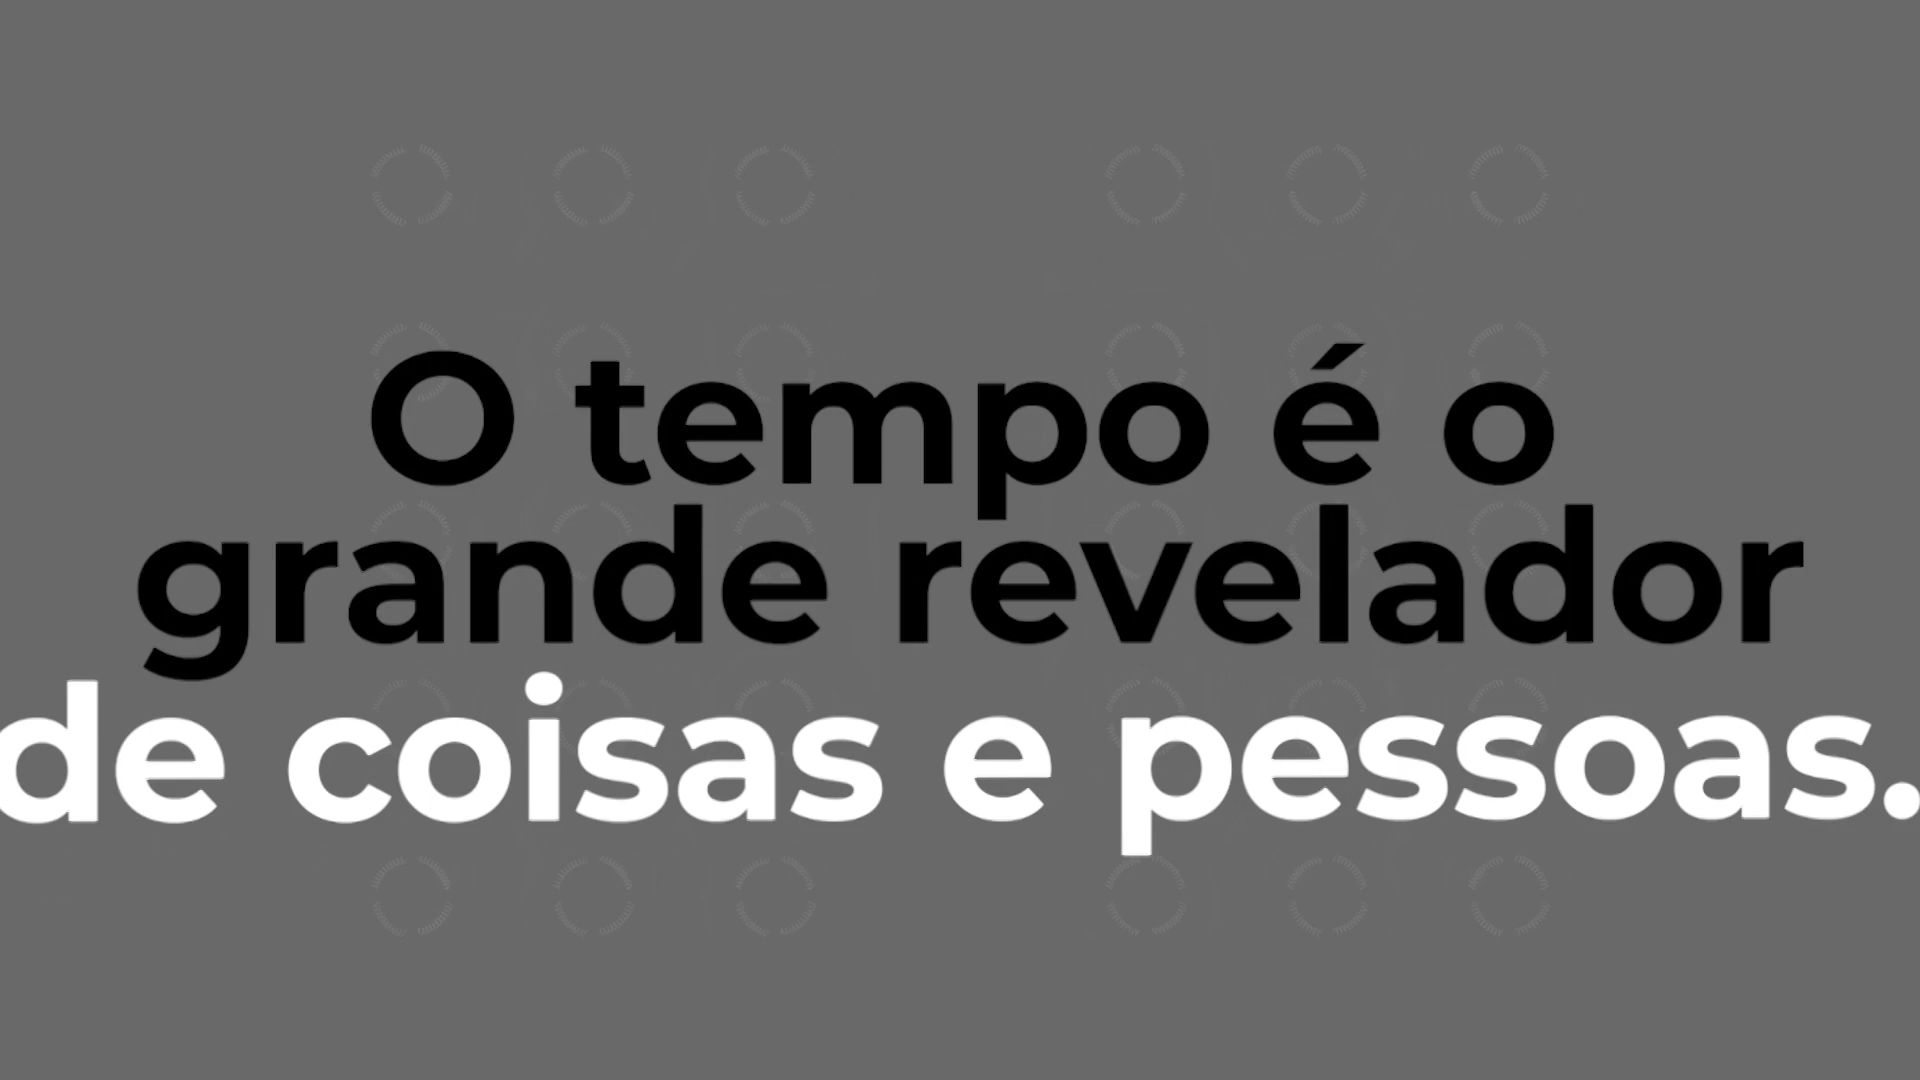 O tempo é o
grande revelador
de coisas e pessoas.